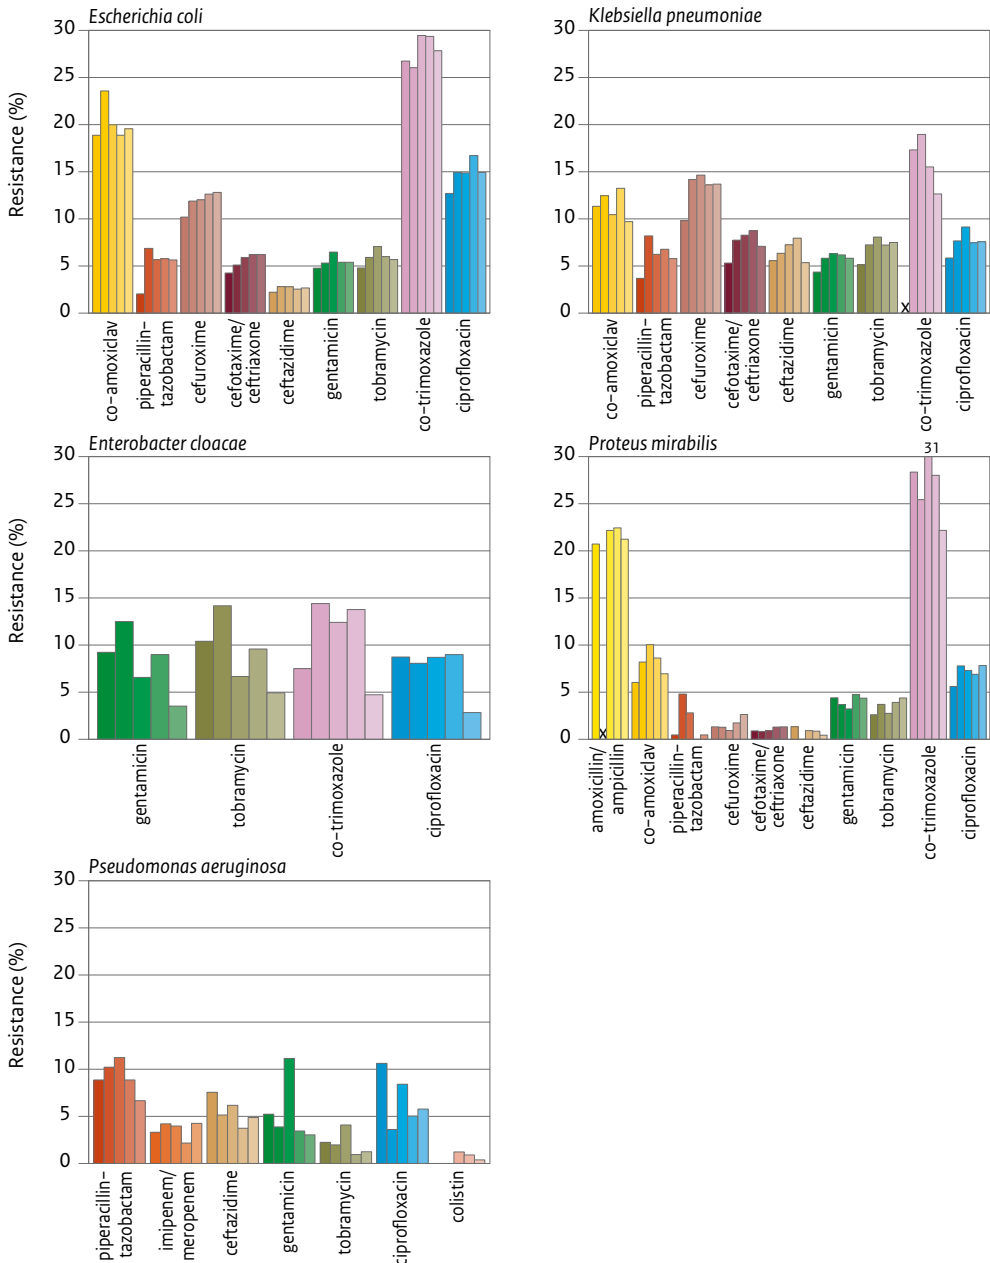 Escherichia coli
Resistance (%)
30
25
20
15
10
5
0
co-amoxiclav
piperacillin-
tazobactam
cefuroxime
cefotaxime/
ceftriaxone
ceftazidime
gentamicin
tobramycin
co-trimoxazole
ciprofloxacin
Klebsiella pneumoniae
30
25
20
15
10
5
0
x
co-amoxiclav
piperacillin-
tazobactam
cefuroxime
cefotaxime/
ceftriaxone
ceftazidime
gentamicin
tobramycin
co-trimoxazole
ciprofloxacin
Enterobacter cloacae
Resistance (%)
30
25
20
15
10
5
0
gentamicin
tobramycin
co-trimoxazole
ciprofloxacin
Proteus mirabilis
31
30
25
20
15
10
5
0
x
amoxicillin/
ampicillin
co-amoxiclav
piperacillin-
tazobactam
cefuroxime
cefotaxime/
ceftriaxone
ceftazidime
gentamicin
tobramycin
co-trimoxazole
ciprofloxacin
Pseudomonas aeruginosa
Resistance (%)
30
25
20
15
10
5
0
piperacillin-
tazobactam
imipenem/
meropenem
ceftazidime
gentamicin
tobramycin
ciprofloxacin
colistin